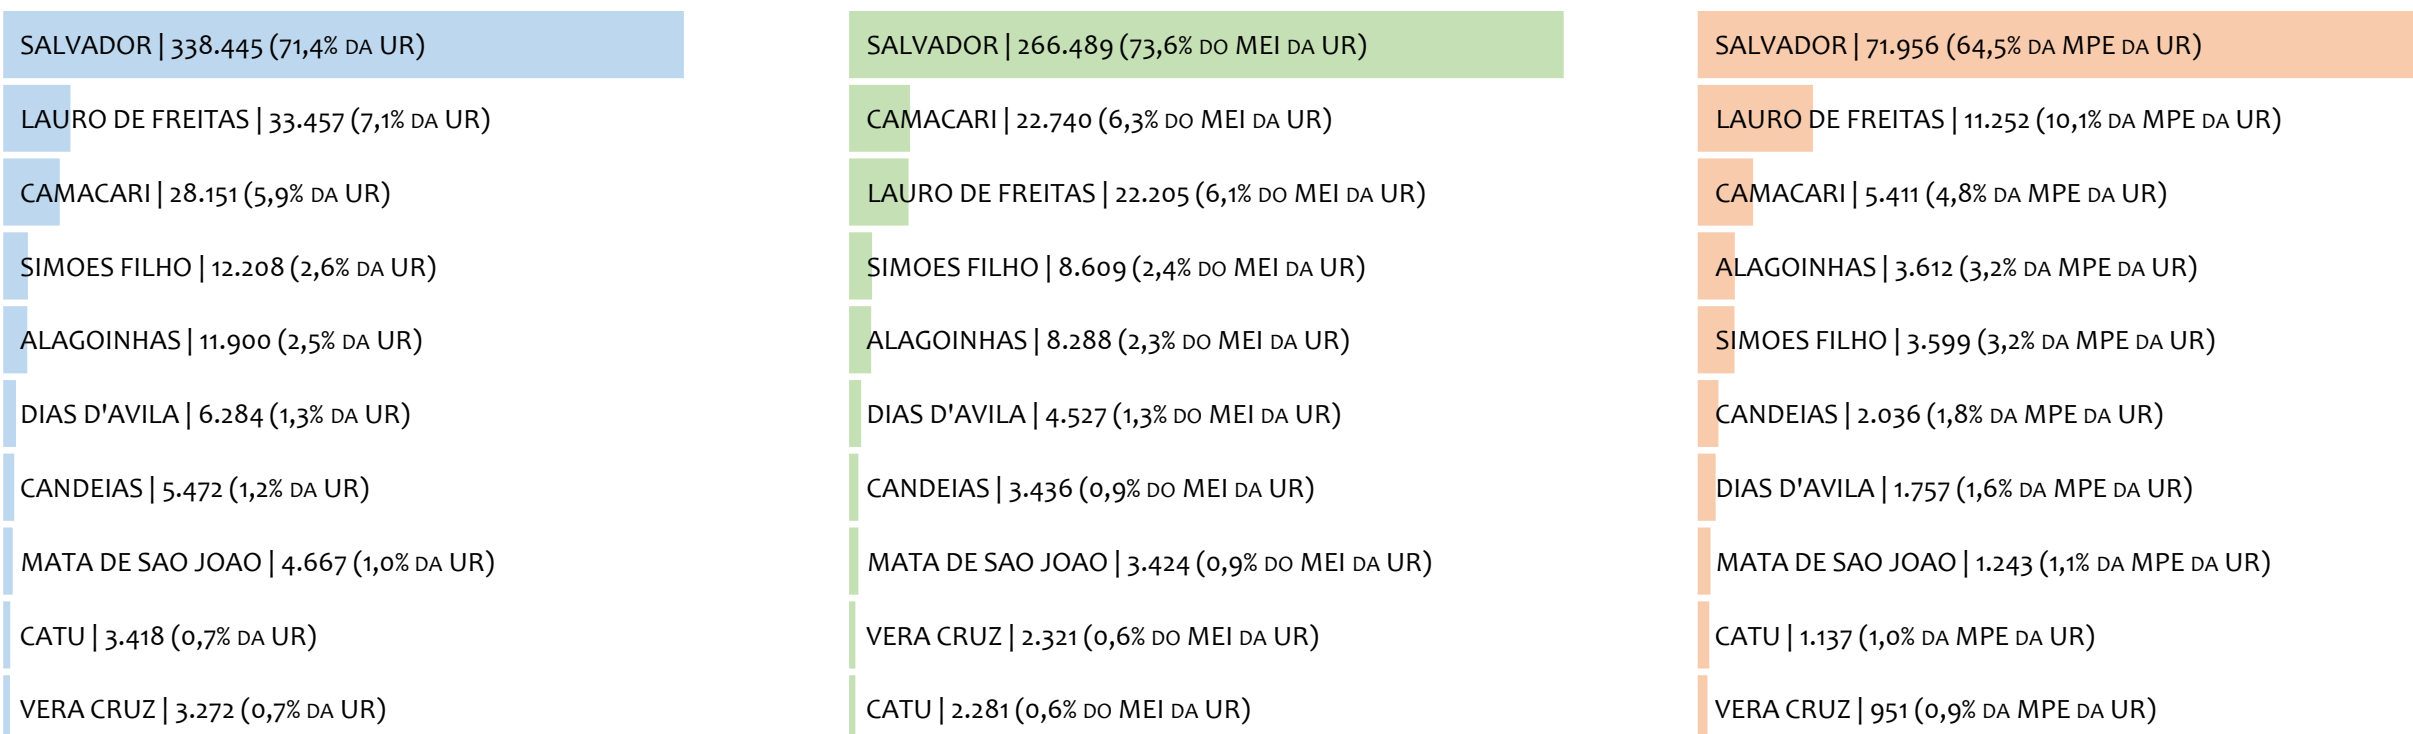 SALVADOR | 338.445 (71,4% DA UR)
LAURO DE FREITAS | 33.457 (7,1% DA UR)
CAMACARI | 28.151 (5,9% DA UR)
SIMOES FILHO | 12.208 (2,6% DA UR)
ALAGOINHAS | 11.900 (2,5% DA UR)
DIAS D'AVILA | 6.284 (1,3% DA UR)
CANDEIAS | 5.472 (1,2% DA UR)
MATA DE SAO JOAO | 4.667 (1,0% DA UR)
CATU | 3.418 (0,7% DA UR)
VERA CRUZ | 3.272 (0,7% DA UR)
SALVADOR | 266.489 (73,6% DO MEI DA UR)
CAMACARI | 22.740 (6,3% DO MEI DA UR)
LAURO DE FREITAS | 22.205 (6,1% DO MEI DA UR)
SIMOES FILHO | 8.609 (2,4% DO MEI DA UR)
ALAGOINHAS | 8.288 (2,3% DO MEI DA UR)
DIAS D'AVILA | 4.527 (1,3% DO MEI DA UR)
CANDEIAS | 3.436 (0,9% DO MEI DA UR)
MATA DE SAO JOAO | 3.424 (0,9% DO MEI DA UR)
VERA CRUZ | 2.321 (0,6% DO MEI DA UR)
CATU | 2.281 (0,6% DO MEI DA UR)
SALVADOR | 71.956 (64,5% DA MPE DA UR)
LAURO DE FREITAS | 11.252 (10,1% DA MPE DA UR)
CAMACARI | 5.411 (4,8% DA MPE DA UR)
ALAGOINHAS | 3.612 (3,2% DA MPE DA UR)
SIMOES FILHO | 3.599 (3,2% DA MPE DA UR)
CANDEIAS | 2.036 (1,8% DA MPE DA UR)
DIAS D'AVILA | 1.757 (1,6% DA MPE DA UR)
MATA DE SAO JOAO | 1.243 (1,1% DA MPE DA UR)
CATU | 1.137 (1,0% DA MPE DA UR)
VERA CRUZ | 951 (0,9% DA MPE DA UR)